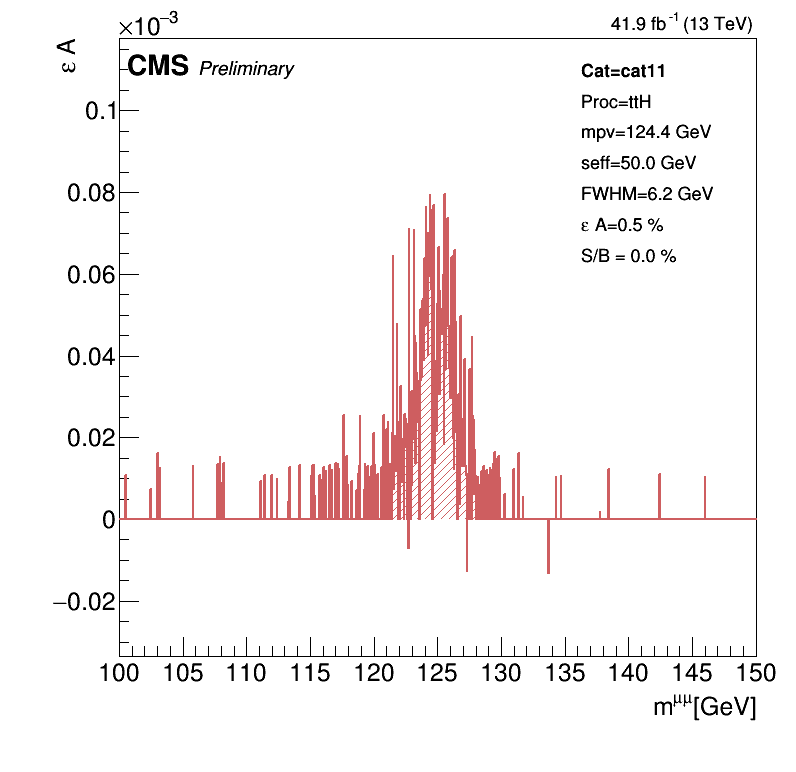 ×10⁻³
41.9 fb⁻¹ (13 TeV)
ε A
CMS Preliminary
Cat=cat11
Proc=ttH
mpv=124.4 GeV
seff=50.0 GeV
FWHM=6.2 GeV
ε A=0.5 %
S/B = 0.0 %
0.1
0.08
0.06
0.04
0.02
0
−0.02
100 105 110 115 120 125 130 135 140 145 150
m^μμ[GeV]